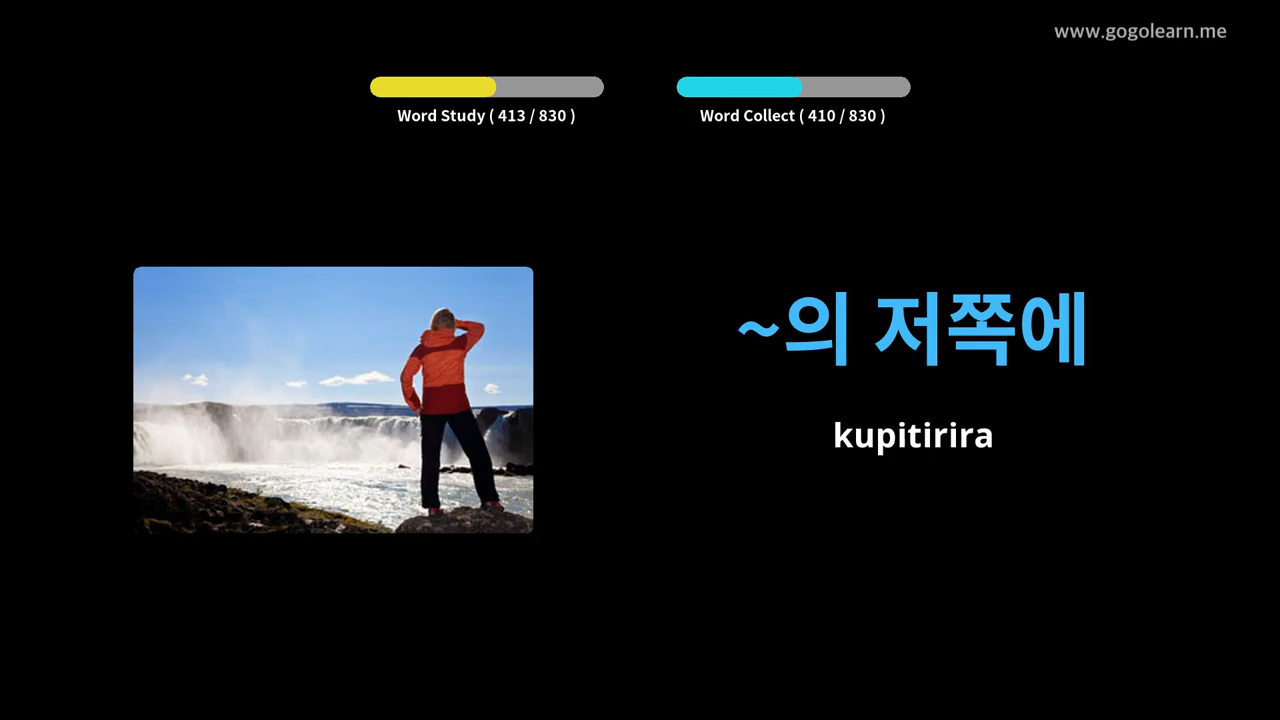 www.gogolearn.me
Word Study ( 413 / 830 )
Word Collect ( 410 / 830 )
~의 저쪽에
kupitirira